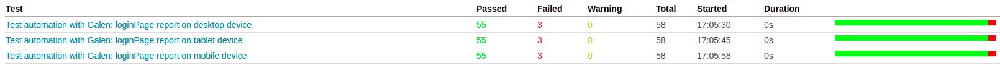 Test Passed Failed Warning Total Started Duration
Test automation with Galen: loginPage report on desktop device 55 3 0 58 17:05:30 0s
Test automation with Galen: loginPage report on tablet device 55 3 0 58 17:05:45 0s
Test automation with Galen: loginPage report on mobile device 55 3 0 58 17:05:58 0s